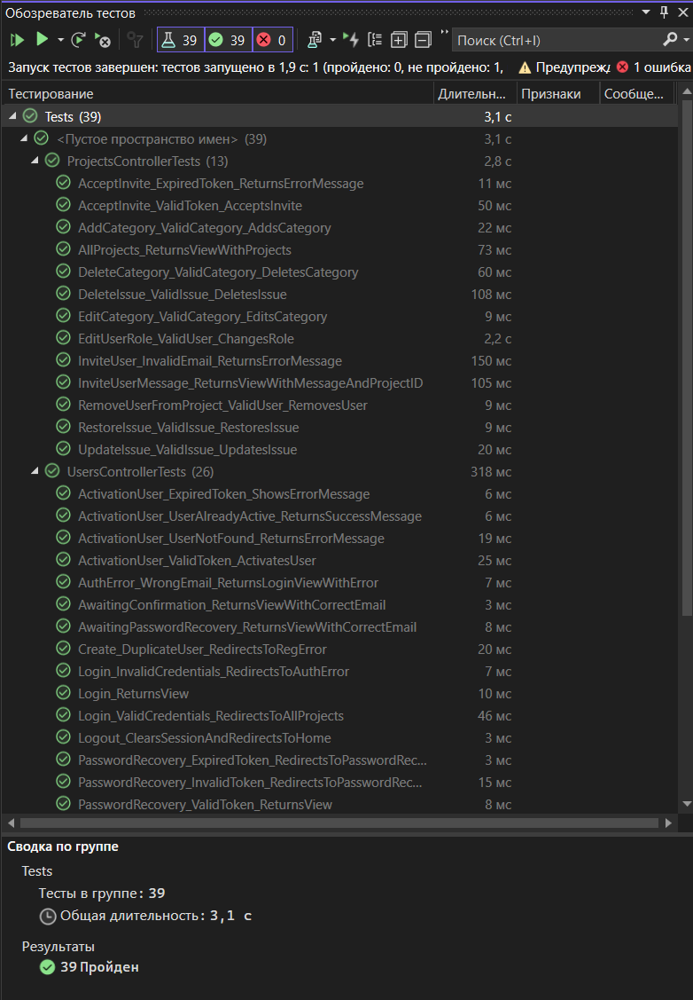 Обозреватель тестов
39 39 0 Поиск (Ctrl+I)
Запуск тестов завершен: тестов запущено в 1,9 с: 1 (пройдено: 0, не пройдено: 1, Предупрежд 1 ошибка
Тестирование Длительн... Признаки Сообще...
Tests (39) 3,1 с
<Пустое пространство имен> (39) 3,1 с
ProjectsControllerTests (13) 2,8 с
AcceptInvite_ExpiredToken_ReturnsErrorMessage 11 мс
AcceptInvite_ValidToken_AcceptsInvite 50 мс
AddCategory_ValidCategory_AddsCategory 22 мс
AllProjects_ReturnsViewWithProjects 73 мс
DeleteCategory_ValidCategory_DeletesCategory 60 мс
DeleteIssue_ValidIssue_DeletesIssue 108 мс
EditCategory_ValidCategory_EditsCategory 9 мс
EditUserRole_ValidUser_ChangesRole 2,2 с
InviteUser_InvalidEmail_ReturnsErrorMessage 150 мс
InviteUserMessage_ReturnsViewWithMessageAndProjectID 105 мс
RemoveUserFromProject_ValidUser_RemovesUser 9 мс
RestoreIssue_ValidIssue_RestoresIssue 9 мс
UpdateIssue_ValidIssue_UpdatesIssue 20 мс
UsersControllerTests (26) 318 мс
ActivationUser_ExpiredToken_ShowsErrorMessage 6 мс
ActivationUser_UserAlreadyActive_ReturnsSuccessMessage 6 мс
ActivationUser_UserNotFound_ReturnsErrorMessage 19 мс
ActivationUser_ValidToken_ActivatesUser 25 мс
AuthError_WrongEmail_ReturnsLoginViewWithError 7 мс
AwaitingConfirmation_ReturnsViewWithCorrectEmail 3 мс
AwaitingPasswordRecovery_ReturnsViewWithCorrectEmail 8 мс
Create_DuplicateUser_RedirectsToRegError 20 мс
Login_InvalidCredentials_RedirectsToAuthError 7 мс
Login_ReturnsView 10 мс
Login_ValidCredentials_RedirectsToAllProjects 46 мс
Logout_ClearsSessionAndRedirectsToHome 3 мс
PasswordRecovery_ExpiredToken_RedirectsToPasswordRec... 3 мс
PasswordRecovery_InvalidToken_RedirectsToPasswordRec... 15 мс
PasswordRecovery_ValidToken_ReturnsView 8 мс
Сводка по группе
Tests
Тесты в группе: 39
Общая длительность: 3,1 с
Результаты
39 Пройден